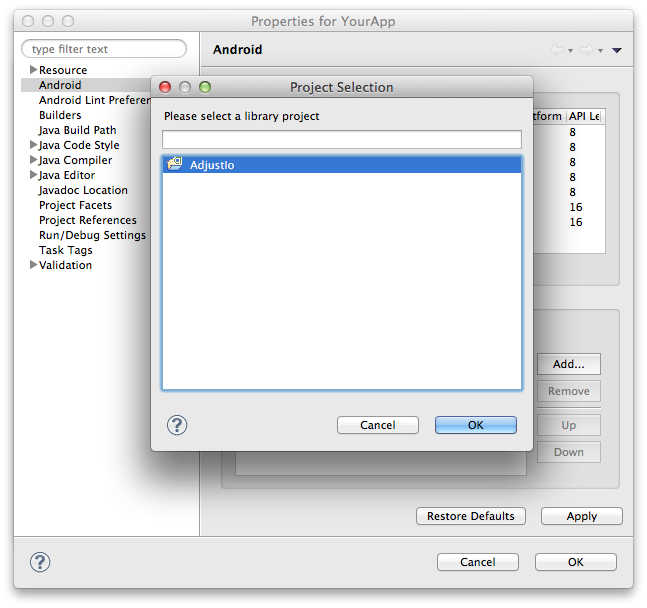 Properties for YourApp
type filter text
Resource
Android
Android Lint Preferen
Builders
Java Build Path
Java Code Style
Java Compiler
Java Editor
Javadoc Location
Project Facets
Project References
Run/Debug Settings
Task Tags
Validation
Android
tform API Le
8
8
8
8
8
16
16
Project Selection
Please select a library project
AdjustIo
?
Cancel
OK
Add...
Remove
Up
Down
Restore Defaults
Apply
?
Cancel
OK